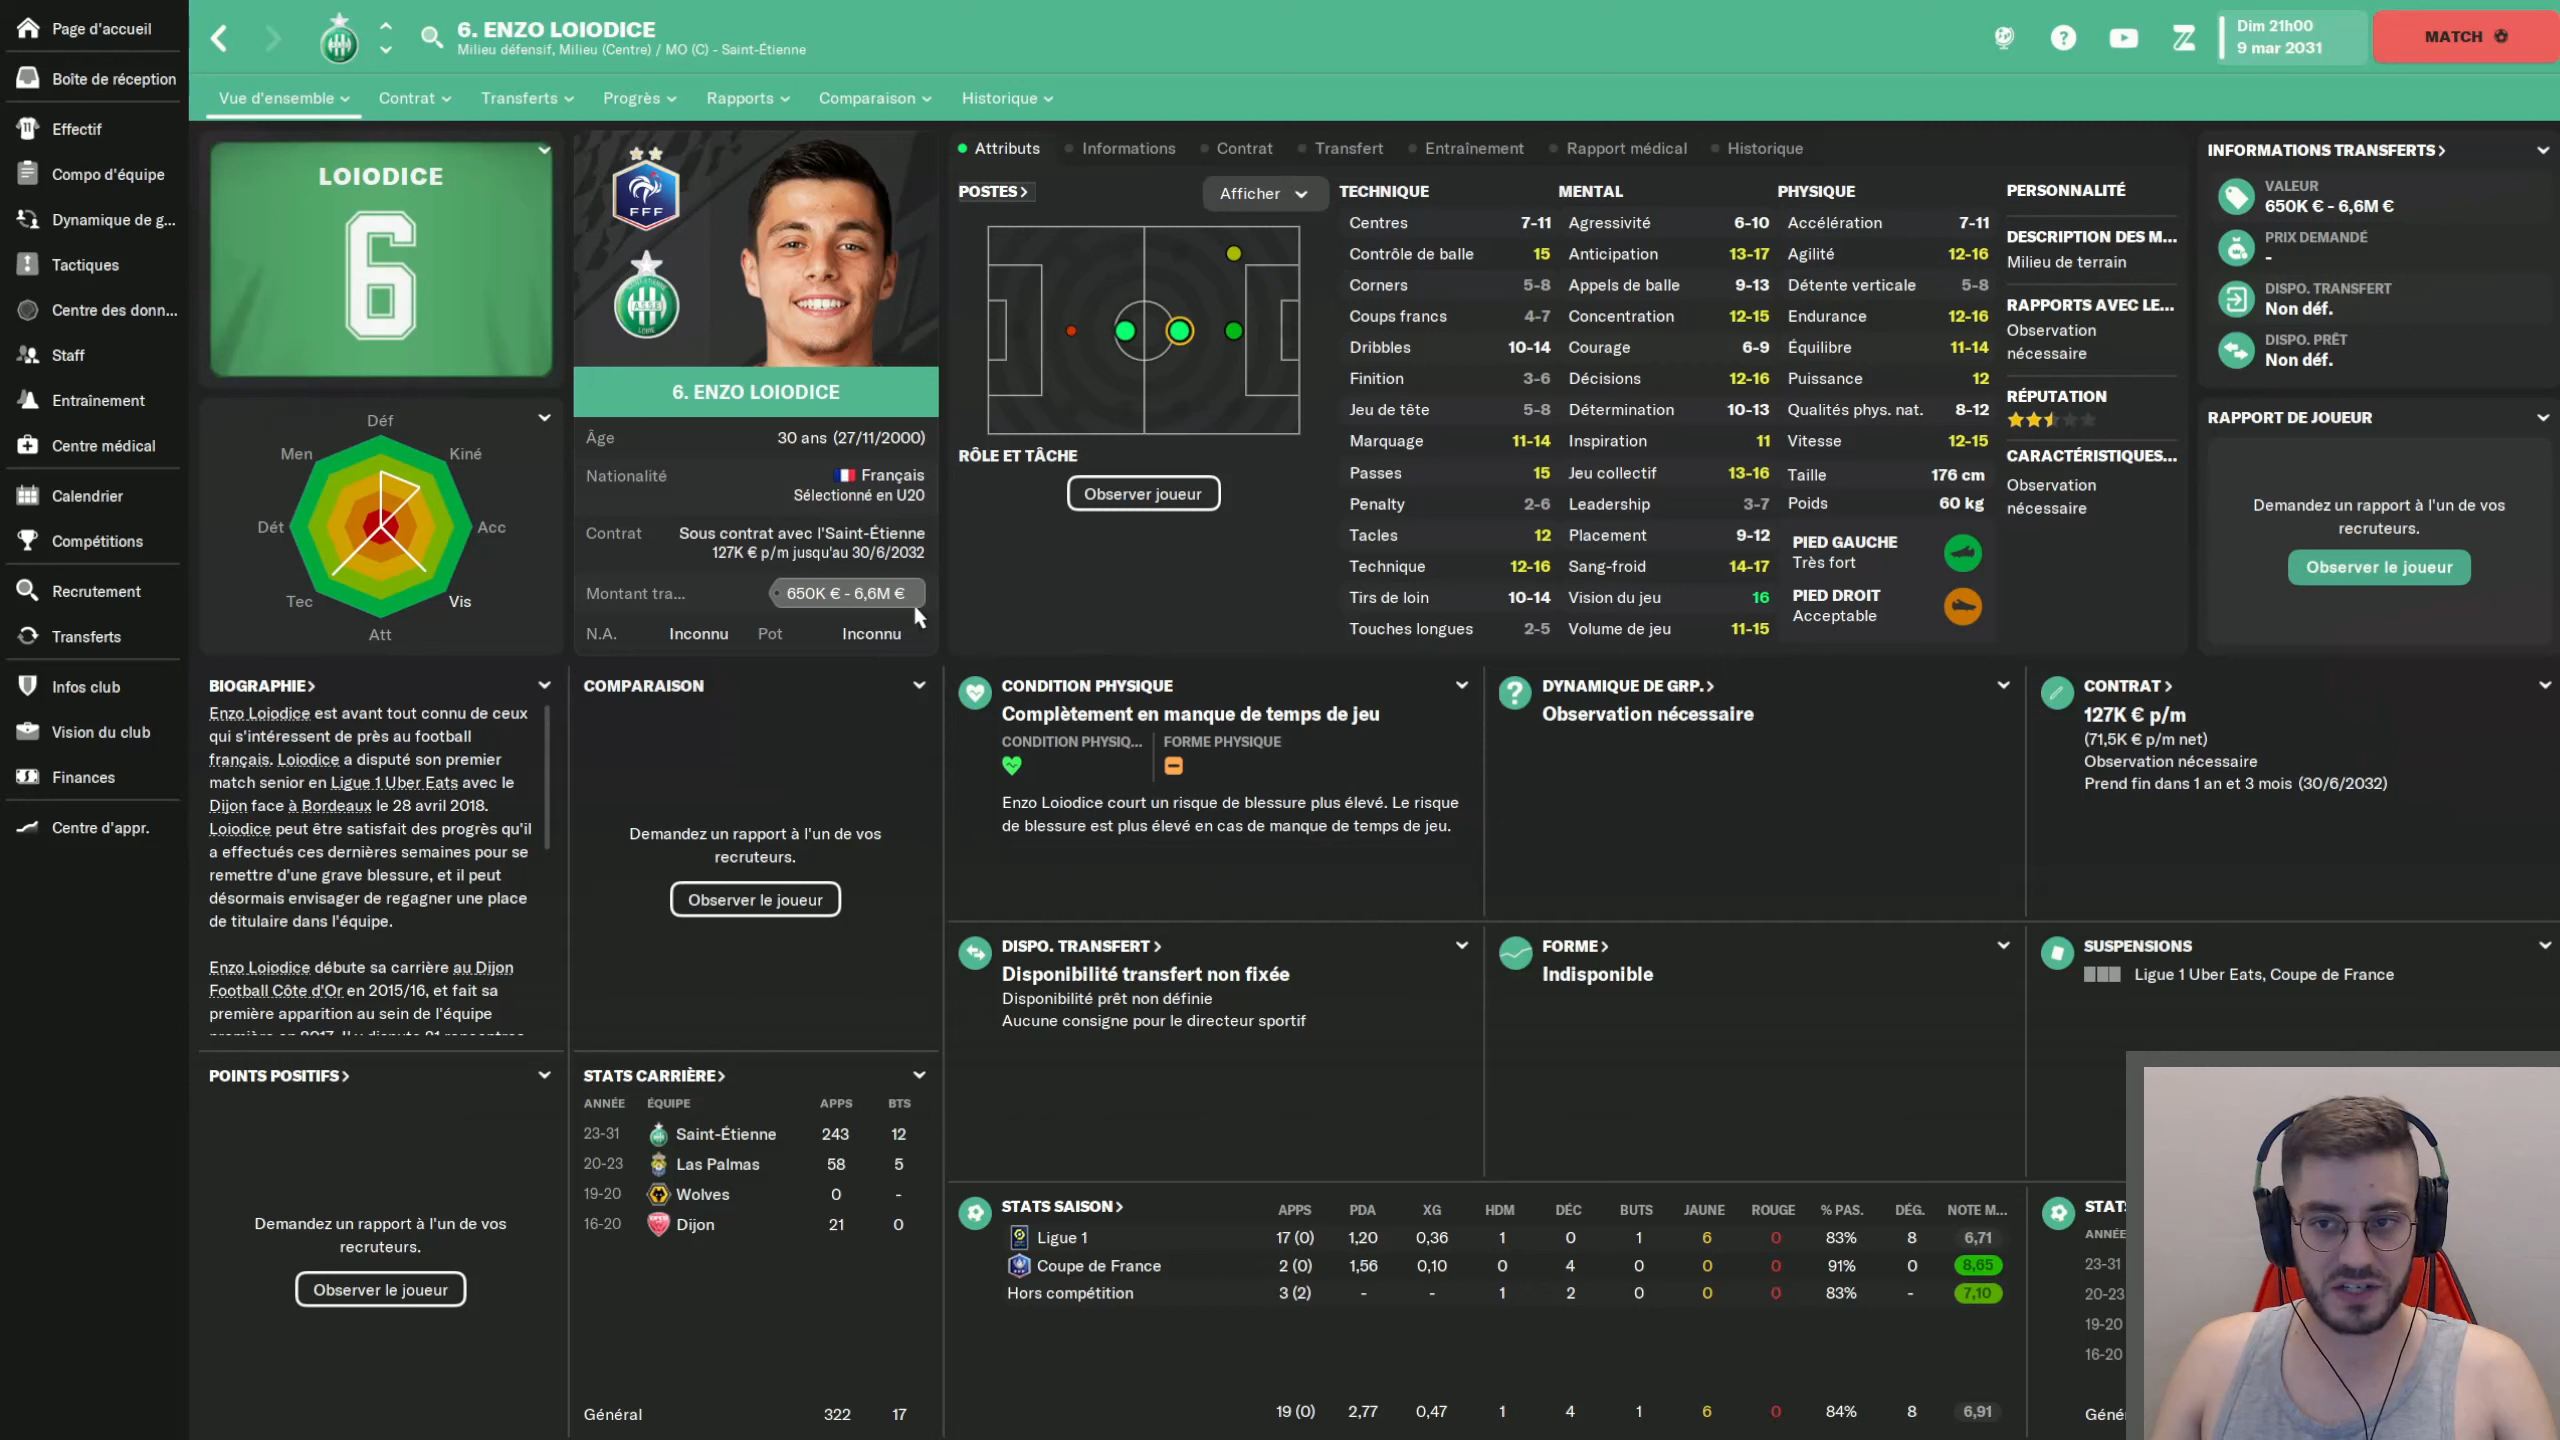 Page d'accueil
Boîte de réception
Effectif
Compo d'équipe
Dynamique de g...
Tactiques
Centre des donn...
Staff
Entraînement
Centre médical
Calendrier
Compétitions
Recrutement
Transferts
Infos club
Vision du club
Finances
Centre d'appr.
6. ENZO LOIODICE
Milieu défensif, Milieu (Centre) / MO (C) - Saint-Étienne
Dim 21h00
9 mar 2031
MATCH
Vue d'ensemble
Contrat
Transferts
Progrès
Rapports
Comparaison
Historique
LOIODICE
6
Déf
Kiné
Acc
Vis
Att
Tec
Dét
Men
FFF
ASSE
LOIRE
6. ENZO LOIODICE
Âge 30 ans (27/11/2000)
Nationalité Français
Sélectionné en U20
Contrat Sous contrat avec l'Saint-Étienne
127K € p/m jusqu'au 30/6/2032
Montant tra... 650K € - 6,6M €
N.A. Inconnu Pot Inconnu
Attributs
Informations
Contrat
Transfert
Entraînement
Rapport médical
Historique
POSTES
Afficher
RÔLE ET TÂCHE
Observer joueur
TECHNIQUE
Centres 7-11
Contrôle de balle 15
Corners 5-8
Coups francs 4-7
Dribbles 10-14
Finition 3-6
Jeu de tête 5-8
Marquage 11-14
Passes 15
Penalty 2-6
Tacles 12
Technique 12-16
Tirs de loin 10-14
Touches longues 2-5
MENTAL
Agressivité 6-10
Anticipation 13-17
Appels de balle 9-13
Concentration 12-15
Courage 6-9
Décisions 12-16
Détermination 10-13
Inspiration 11
Jeu collectif 13-16
Leadership 3-7
Placement 9-12
Sang-froid 14-17
Vision du jeu 16
Volume de jeu 11-15
PHYSIQUE
Accélération 7-11
Agilité 12-16
Détente verticale 5-8
Endurance 12-16
Équilibre 11-14
Puissance 12
Qualités phys. nat. 8-12
Vitesse 12-15
Taille 176 cm
Poids 60 kg
PIED GAUCHE
Très fort
PIED DROIT
Acceptable
PERSONNALITÉ
DESCRIPTION DES M...
Milieu de terrain
RAPPORTS AVEC LE...
Observation
nécessaire
RÉPUTATION
CARACTÉRISTIQUES...
Observation
nécessaire
INFORMATIONS TRANSFERTS
VALEUR
650K € - 6,6M €
PRIX DEMANDÉ
-
DISPO. TRANSFERT
Non déf.
DISPO. PRÊT
Non déf.
RAPPORT DE JOUEUR
Demandez un rapport à l'un de vos
recruteurs.
Observer le joueur
BIOGRAPHIE
Enzo Loiodice est avant tout connu de ceux
qui s'intéressent de près au football
français. Loiodice a disputé son premier
match senior en Ligue 1 Uber Eats avec le
Dijon face à Bordeaux le 28 avril 2018.
Loiodice peut être satisfait des progrès qu'il
a effectués ces dernières semaines pour se
remettre d'une grave blessure, et il peut
désormais envisager de regagner une place
de titulaire dans l'équipe.
Enzo Loiodice débute sa carrière au Dijon
Football Côte d'Or en 2015/16, et fait sa
première apparition au sein de l'équipe
COMPARAISON
Demandez un rapport à l'un de vos
recruteurs.
Observer le joueur
CONDITION PHYSIQUE
Complètement en manque de temps de jeu
CONDITION PHYSIQ...
FORME PHYSIQUE
Enzo Loiodice court un risque de blessure plus élevé. Le risque
de blessure est plus élevé en cas de manque de temps de jeu.
DYNAMIQUE DE GRP.
Observation nécessaire
CONTRAT
127K € p/m
(71,5K € p/m net)
Observation nécessaire
Prend fin dans 1 an et 3 mois (30/6/2032)
DISPO. TRANSFERT
Disponibilité transfert non fixée
Disponibilité prêt non définie
Aucune consigne pour le directeur sportif
FORME
Indisponible
SUSPENSIONS
Ligue 1 Uber Eats, Coupe de France
POINTS POSITIFS
Demandez un rapport à l'un de vos
recruteurs.
Observer le joueur
STATS CARRIÈRE
ANNÉE ÉQUIPE APPS BTS
23-31 Saint-Étienne 243 12
20-23 Las Palmas 58 5
19-20 Wolves 0 -
16-20 Dijon 21 0
Général 322 17
STATS SAISON APPS PDA XG HDM DÉC BUTS JAUNE ROUGE % PAS. DÉG. NOTE M...
Ligue 1 17 (0) 1,20 0,36 1 0 1 6 0 83% 8 6,71
Coupe de France 2 (0) 1,56 0,10 0 4 0 0 0 91% 0 8,65
Hors compétition 3 (2) - - 1 2 0 0 0 83% - 7,10
19 (0) 2,77 0,47 1 4 1 6 0 84% 8 6,91
STATS
ANNÉE
23-31
20-23
19-20
16-20
Géné